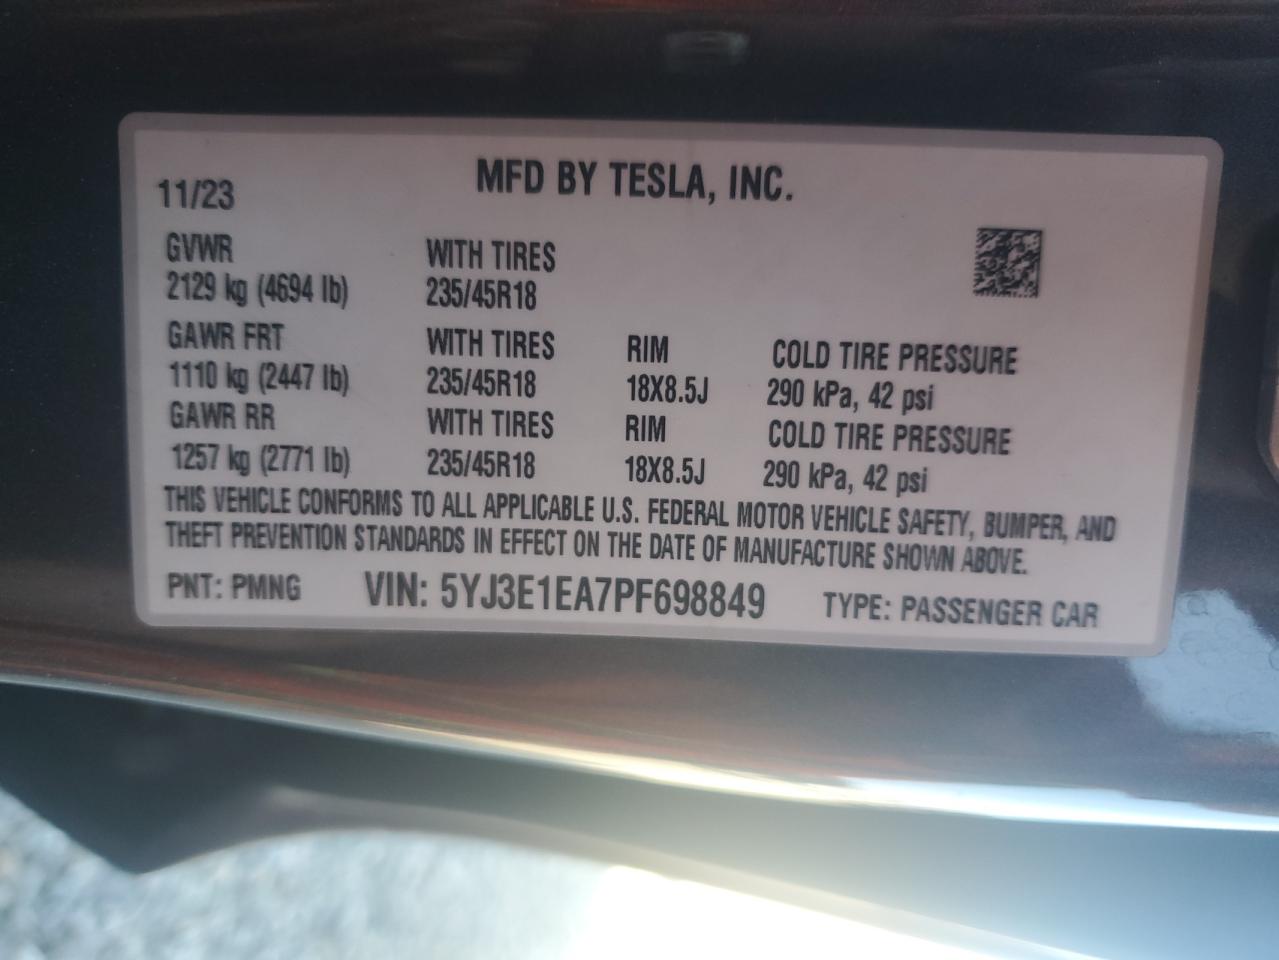 MFD BY TESLA, INC.
11/23
GVWR WITH TIRES
2129 kg (4694 lb) 235/45R18
GAWR FRT WITH TIRES RIM COLD TIRE PRESSURE
1110 kg (2447 lb) 235/45R18 18X8.5J 290 kPa, 42 psi
GAWR RR WITH TIRES RIM COLD TIRE PRESSURE
1257 kg (2771 lb) 235/45R18 18X8.5J 290 kPa, 42 psi
THIS VEHICLE CONFORMS TO ALL APPLICABLE U.S. FEDERAL MOTOR VEHICLE SAFETY, BUMPER, AND
THEFT PREVENTION STANDARDS IN EFFECT ON THE DATE OF MANUFACTURE SHOWN ABOVE.
PNT: PMNG VIN: 5YJ3E1EA7PF698849 TYPE: PASSENGER CAR